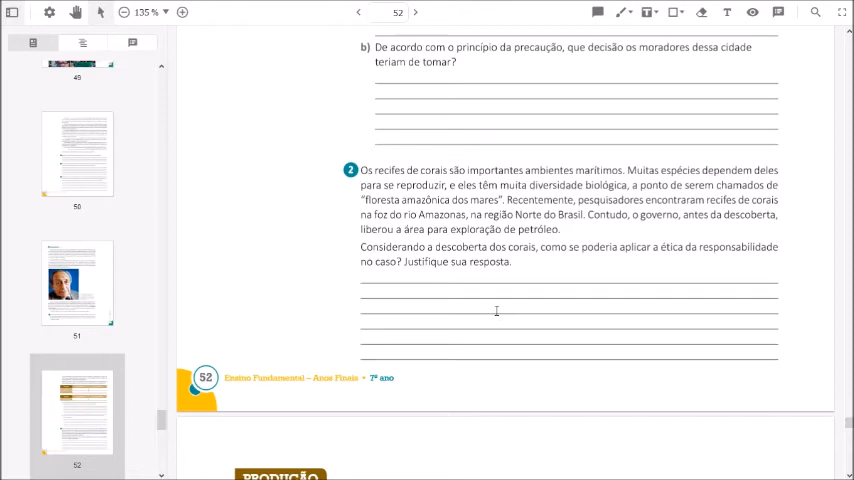 135 %
52
b) De acordo com o princípio da precaução, que decisão os moradores dessa cidade
teriam de tomar?
49
50
51
52
2 Os recifes de corais são importantes ambientes marítimos. Muitas espécies dependem deles
para se reproduzir, e eles têm muita diversidade biológica, a ponto de serem chamados de
“floresta amazônica dos mares”. Recentemente, pesquisadores encontraram recifes de corais
na foz do rio Amazonas, na região Norte do Brasil. Contudo, o governo, antes da descoberta,
liberou a área para exploração de petróleo.
Considerando a descoberta dos corais, como se poderia aplicar a ética da responsabilidade
no caso? Justifique sua resposta.
52 Ensino Fundamental – Anos Finais • 7º ano
PRODUÇÃO